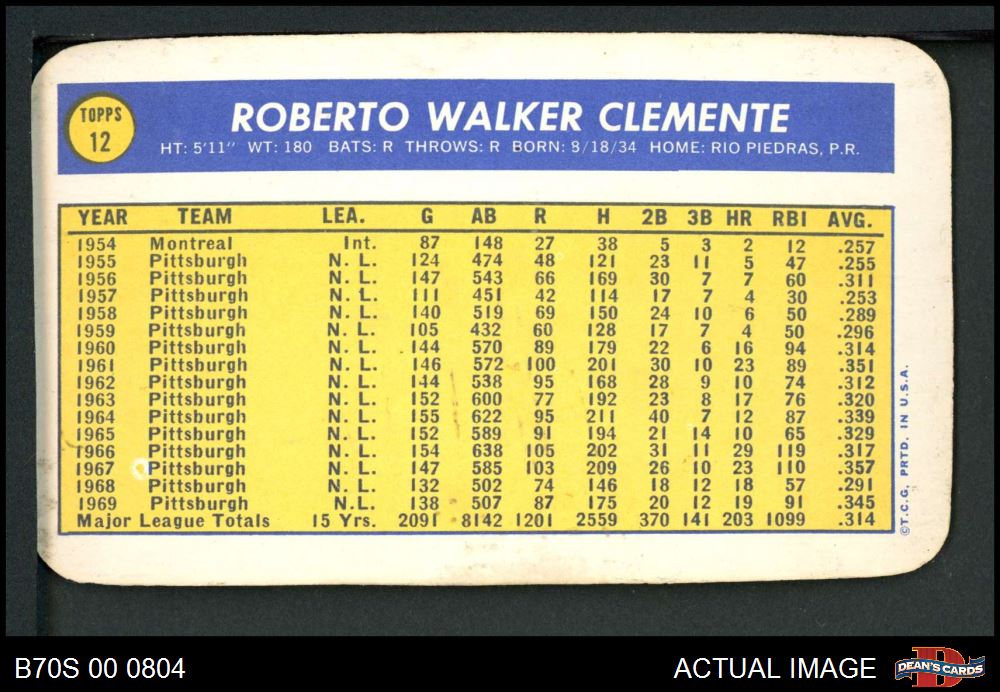 TOPPS
12
ROBERTO WALKER CLEMENTE
HT: 5'11" WT: 180 BATS: R THROWS: R BORN: 8/18/34 HOME: RIO PIEDRAS, P.R.
YEAR TEAM LEA. G AB R H 2B 3B HR RBI AVG.
1954 Montreal Int. 87 148 27 38 5 3 2 12 .257
1955 Pittsburgh N. L. 124 474 48 121 23 11 5 47 .255
1956 Pittsburgh N. L. 147 543 66 169 30 7 7 60 .311
1957 Pittsburgh N. L. 111 451 42 114 17 7 4 30 .253
1958 Pittsburgh N. L. 140 519 69 150 24 10 6 50 .289
1959 Pittsburgh N. L. 105 432 60 128 17 7 4 50 .296
1960 Pittsburgh N. L. 144 570 89 179 22 6 16 94 .314
1961 Pittsburgh N. L. 146 572 100 201 30 10 23 89 .351
1962 Pittsburgh N. L. 144 538 95 168 28 9 10 74 .312
1963 Pittsburgh N. L. 152 600 77 192 23 8 17 76 .320
1964 Pittsburgh N. L. 155 622 95 211 40 7 12 87 .339
1965 Pittsburgh N. L. 152 589 91 194 21 14 10 65 .329
1966 Pittsburgh N. L. 154 638 105 202 31 11 29 119 .317
1967 Pittsburgh N. L. 147 585 103 209 26 10 23 110 .357
1968 Pittsburgh N. L. 132 502 74 146 18 12 18 57 .291
1969 Pittsburgh N.L. 138 507 87 175 20 12 19 91 .345
Major League Totals 15 Yrs. 2091 8142 1201 2559 370 141 203 1099 .314
©T.C.G. PRTD. IN U.S.A.
B70S 00 0804
ACTUAL IMAGE
D
DEAN'S CARDS